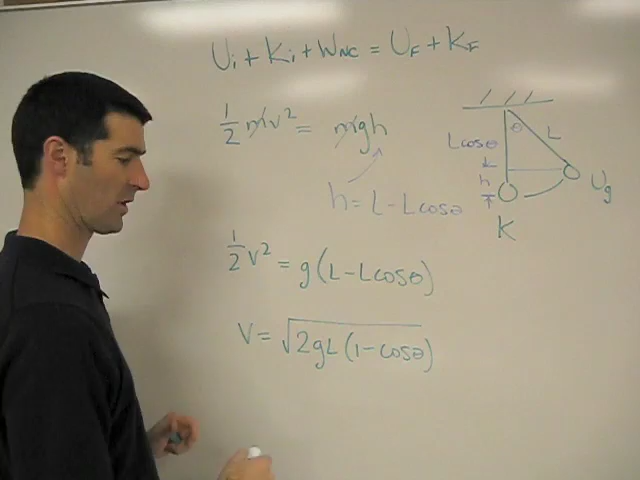 Ui + Ki + WNC = UF + KF
1/2 mv² = mgh
h = L - Lcosθ
1/2 v² = g(L - Lcosθ)
V = √2gL(1 - cosθ)
θ
L
Lcosθ
h
Ug
K